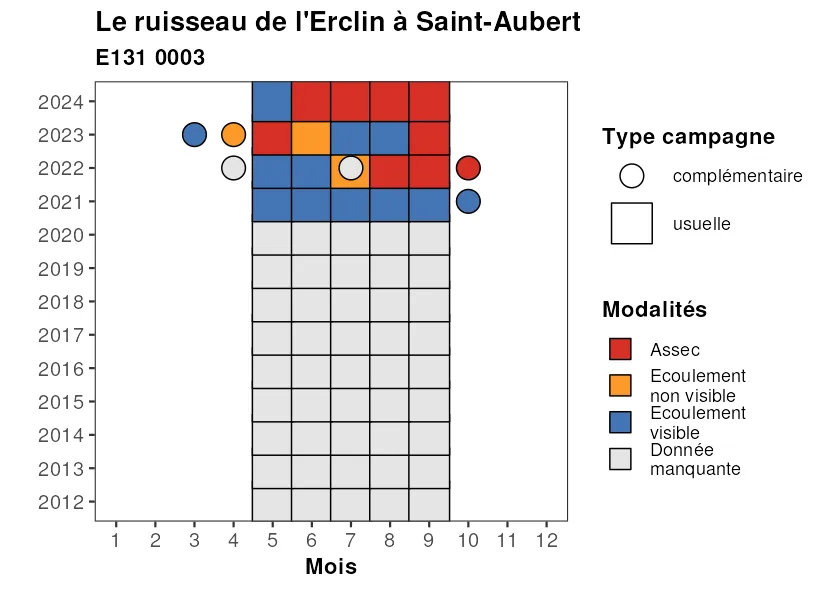 Le ruisseau de l'Erclin à Saint-Aubert
E131 0003
2024
2023
2022
2021
2020
2019
2018
2017
2016
2015
2014
2013
2012
1 2 3 4 5 6 7 8 9 10 11 12
Mois
Type campagne
complémentaire
usuelle
Modalités
Assec
Ecoulement
non visible
Ecoulement
visible
Donnée
manquante